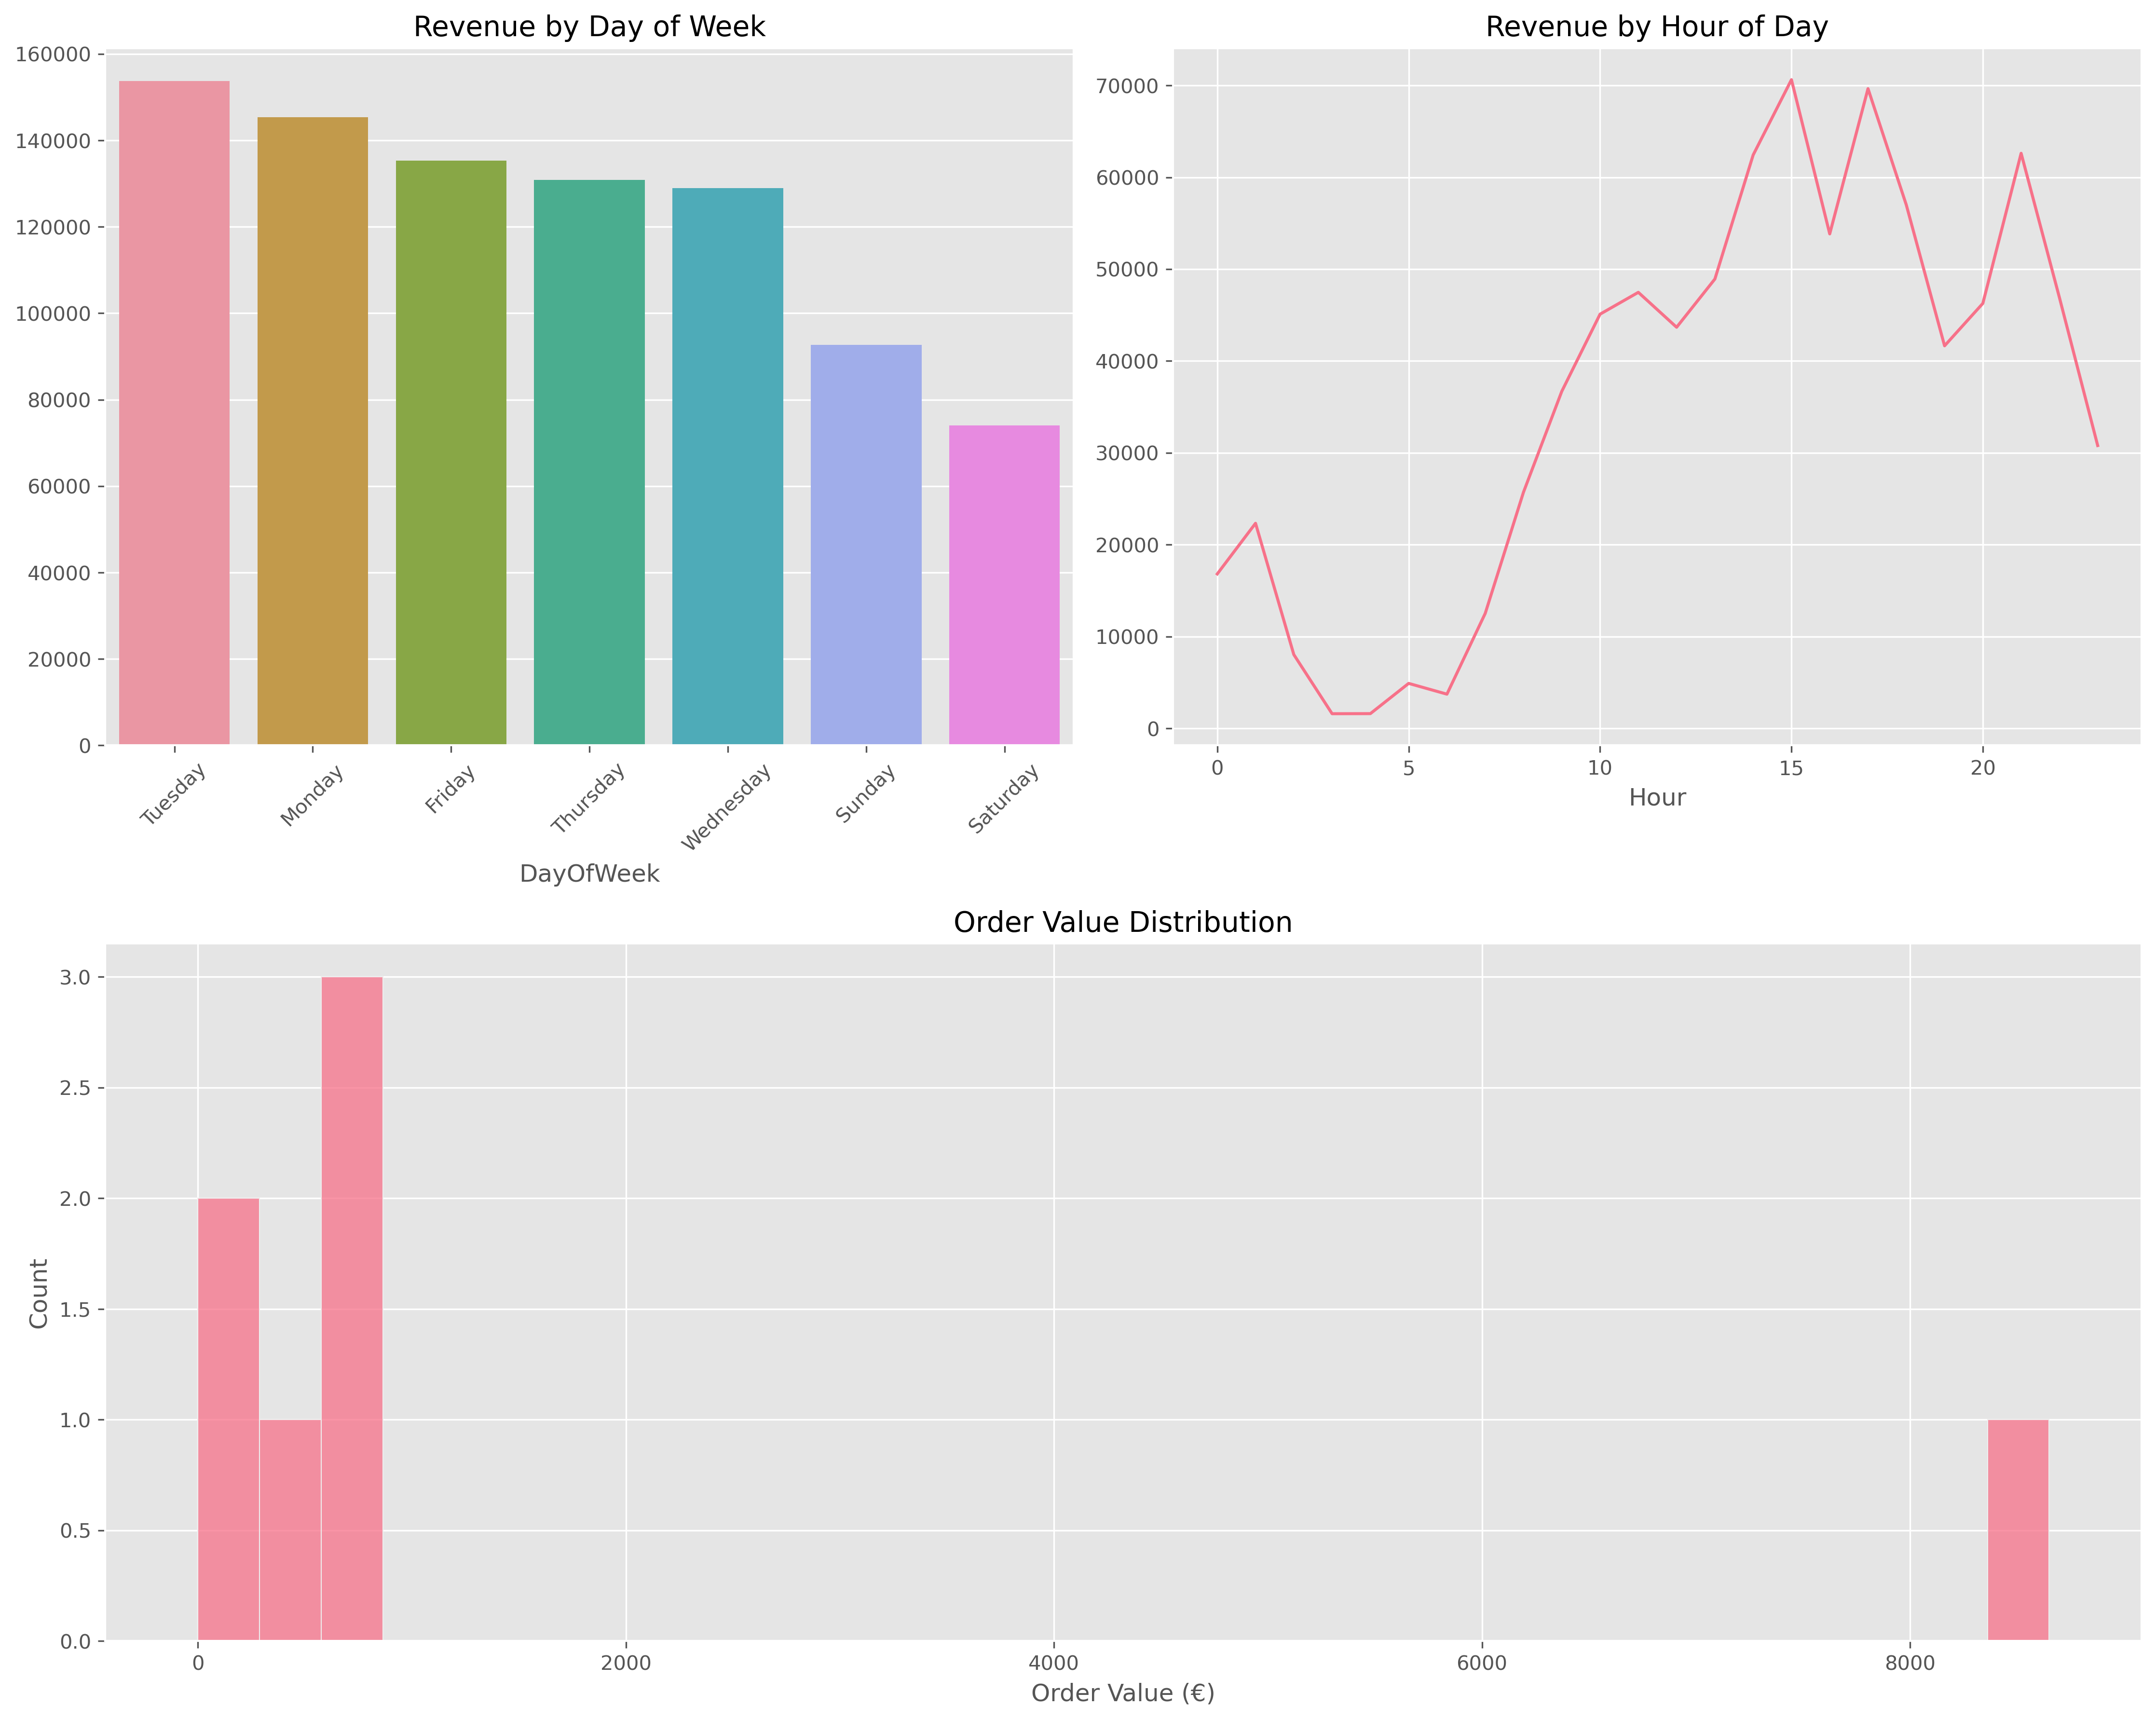 Revenue by Day of Week
160000
140000
120000
100000
80000
60000
40000
20000
0
Tuesday
Monday
Friday
Thursday
Wednesday
Sunday
Saturday
DayOfWeek
Revenue by Hour of Day
70000
60000
50000
40000
30000
20000
10000
0
0 5 10 15 20
Hour
Order Value Distribution
Count
3.0
2.5
2.0
1.5
1.0
0.5
0.0
0 2000 4000 6000 8000
Order Value (€)